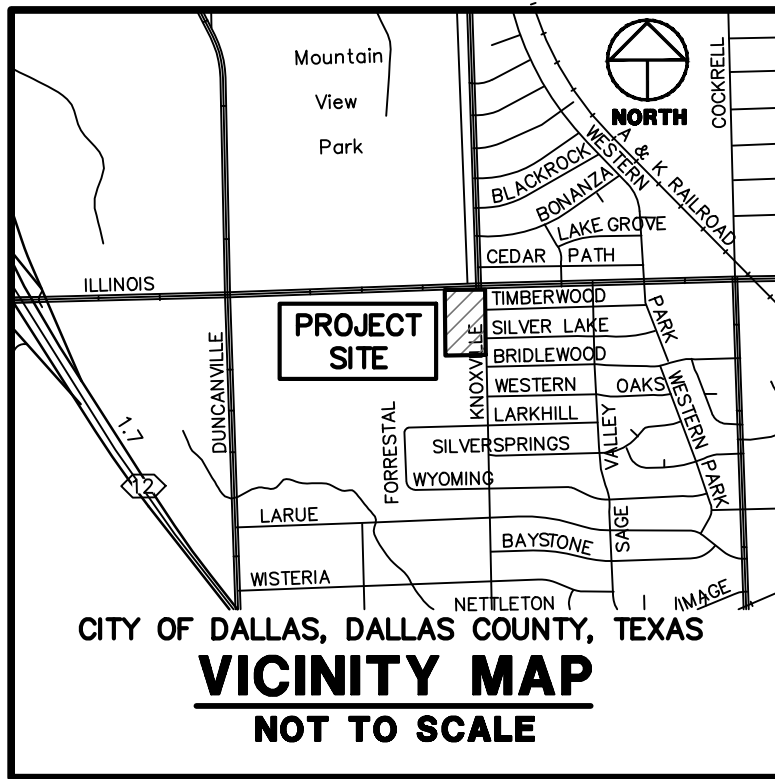 Mountain
View
Park
NORTH
COCKRELL
A & K RAILROAD
WESTERN
BLACKROCK
BONANZA
LAKE GROVE
CEDAR PATH
ILLINOIS
TIMBERWOOD
PARK
PROJECT
SITE
SILVER LAKE
KNOXVILLE
BRIDLEWOOD
DUNCANVILLE
WESTERN OAKS
WESTERN PARK
LARKHILL
FORRESTAL
VALLEY
1.7
SILVERSPRINGS
WYOMING
12
LARUE
SAGE
BAYSTONE
WISTERIA
NETTLETON
IMAGE
CITY OF DALLAS, DALLAS COUNTY, TEXAS
VICINITY MAP
NOT TO SCALE